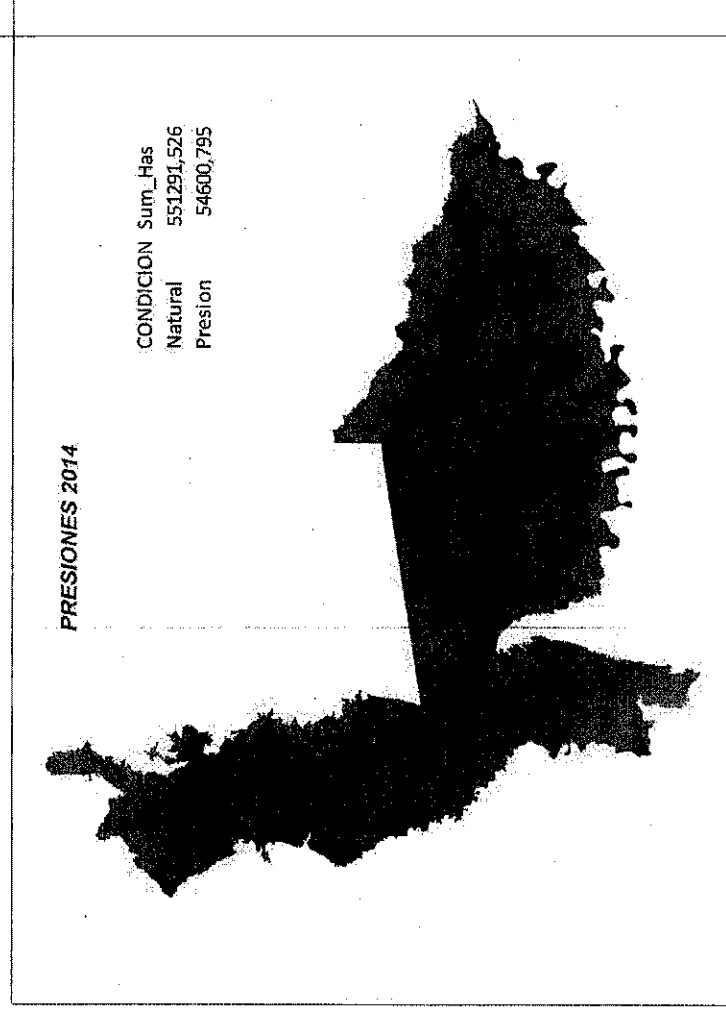 PRESIONES 2014
CONDICION Sum_Has
Natural 551291,526
Presion 54600,795